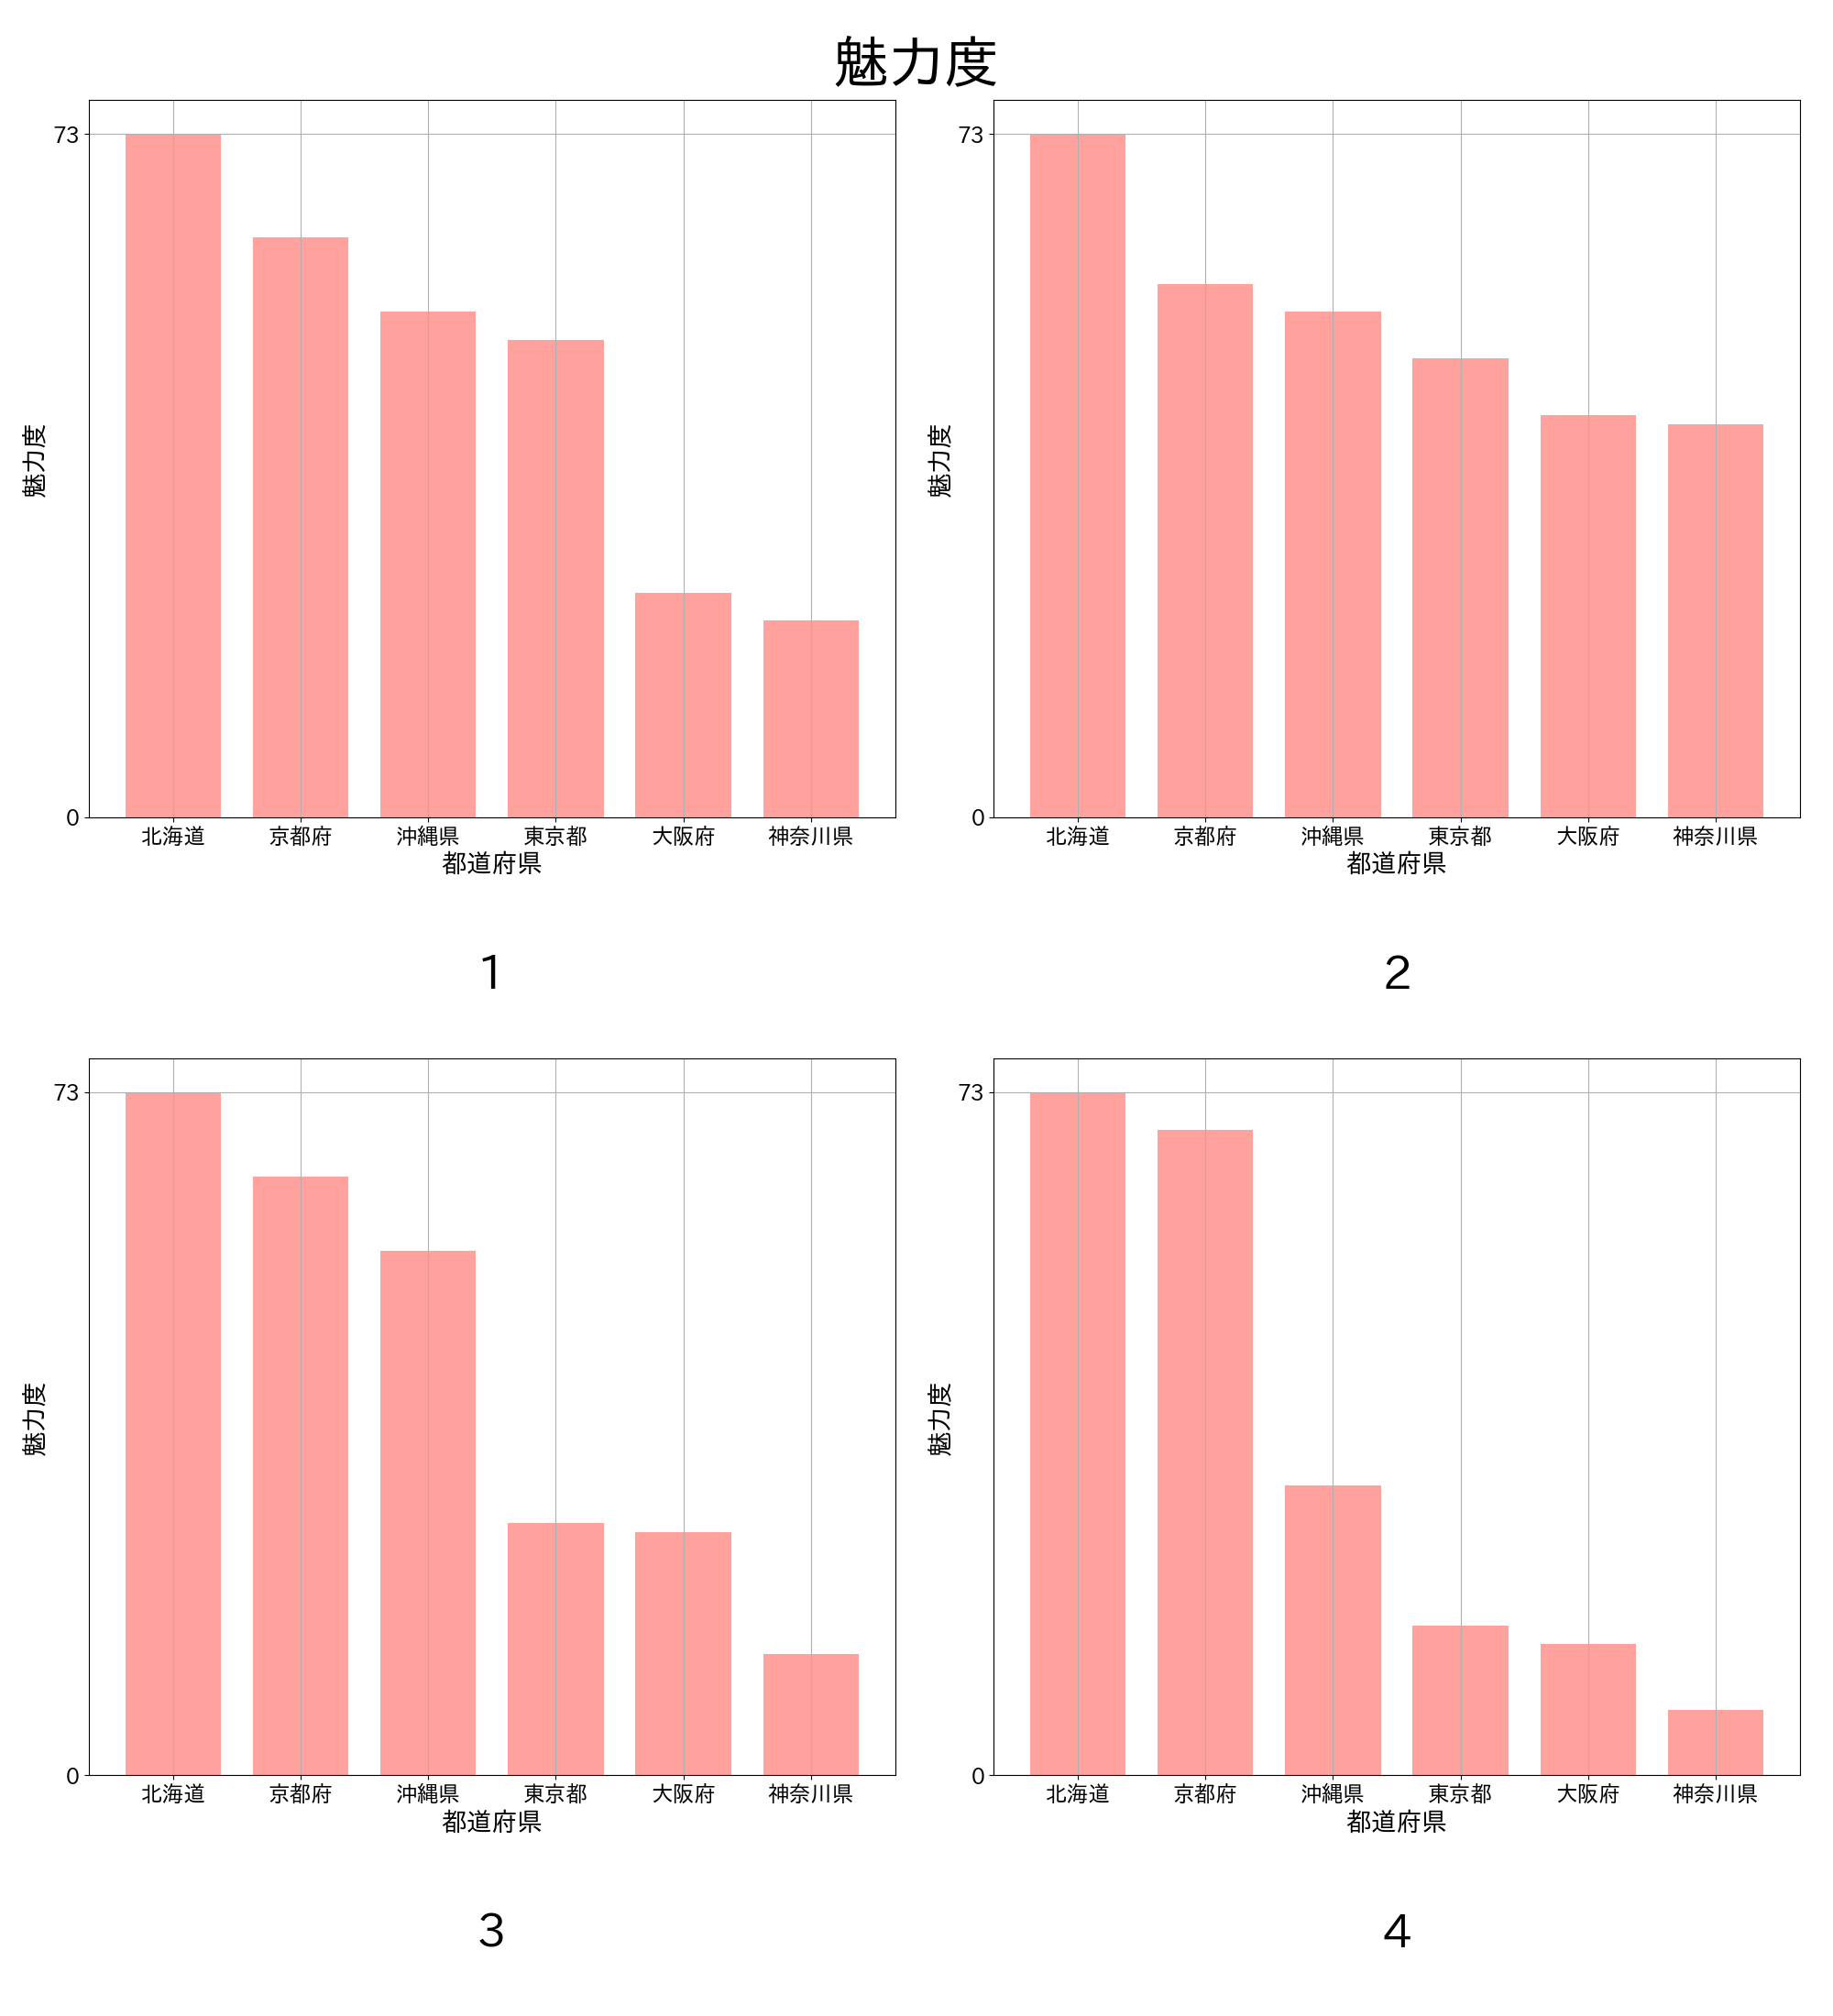 魅力度
73
0
魅力度
北海道 京都府 沖縄県 東京都 大阪府 神奈川県
都道府県
1
73
0
魅力度
北海道 京都府 沖縄県 東京都 大阪府 神奈川県
都道府県
2
73
0
魅力度
北海道 京都府 沖縄県 東京都 大阪府 神奈川県
都道府県
3
73
0
魅力度
北海道 京都府 沖縄県 東京都 大阪府 神奈川県
都道府県
4